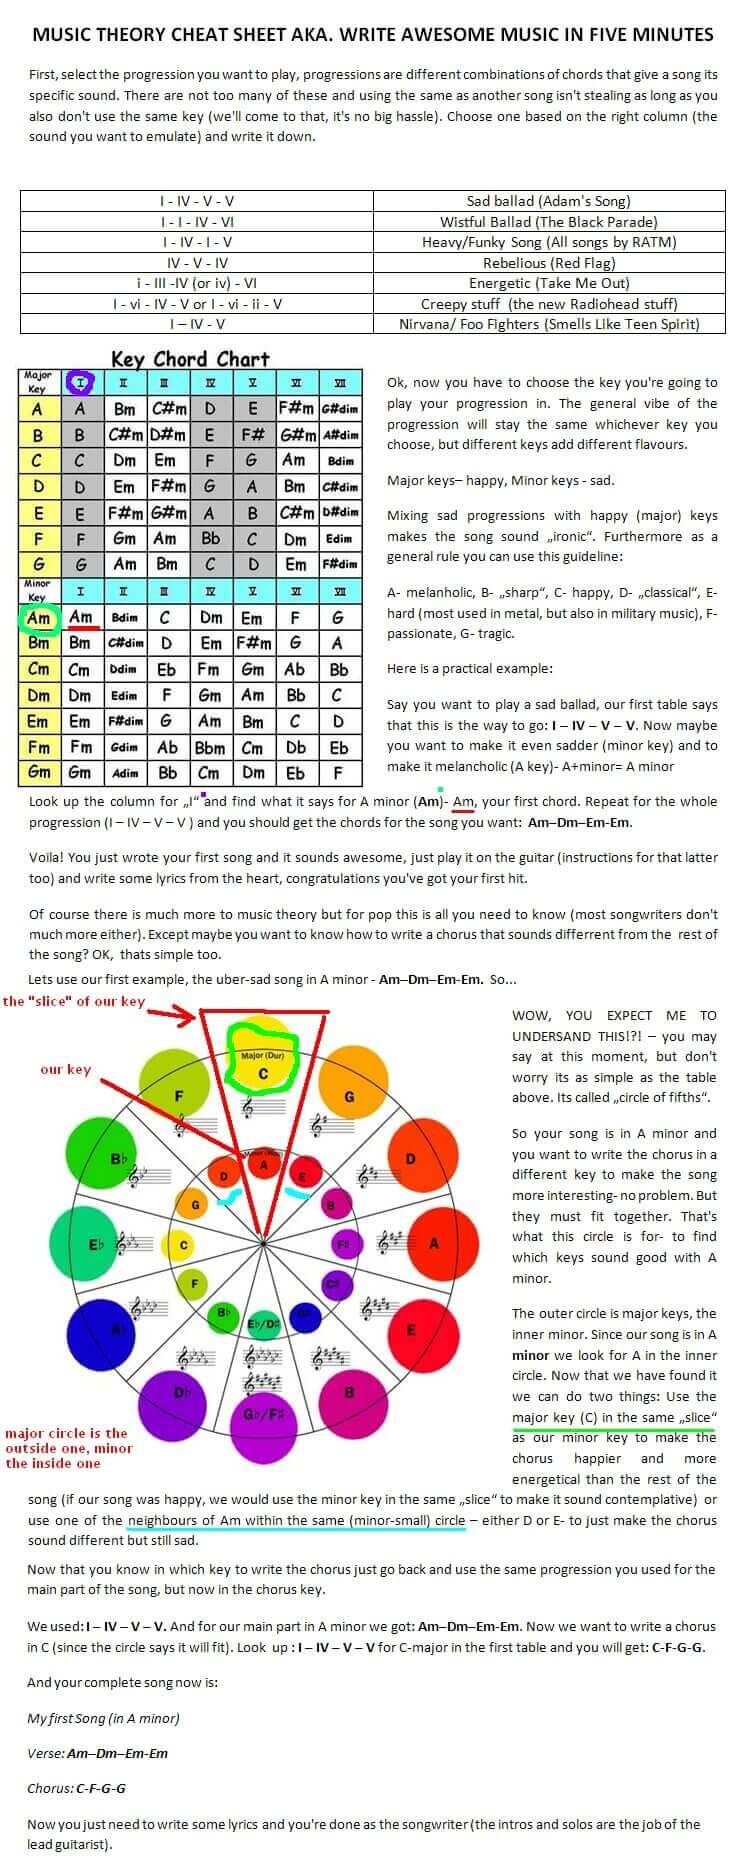 MUSIC THEORY CHEAT SHEET AKA. WRITE AWESOME MUSIC IN FIVE MINUTES
First, select the progression you want to play, progressions are different combinations of chords that give a song its
specific sound. There are not too many of these and using the same as another song isn't stealing as long as you
also don't use the same key (we'll come to that, it's no big hassle). Choose one based on the right column (the
sound you want to emulate) and write it down.
I - IV - V - V Sad ballad (Adam's Song)
I - I - IV - VI Wistful Ballad (The Black Parade)
I - IV - I - V Heavy/Funky Song (All songs by RATM)
IV - V - IV Rebelious (Red Flag)
i - III -IV (or iv) - VI Energetic (Take Me Out)
I - vi - IV - V or I - vi - ii - V Creepy stuff (the new Radiohead stuff)
I – IV - V Nirvana/ Foo Fighters (Smells Like Teen Spirit)
Key Chord Chart
Major Key I II III IV V VI VII
A A Bm C#m D E F#m G#dim
B B C#m D#m E F# G#m A#dim
C C Dm Em F G Am Bdim
D D Em F#m G A Bm C#dim
E E F#m G#m A B C#m D#dim
F F Gm Am Bb C Dm Edim
G G Am Bm C D Em F#dim
Minor Key I II III IV V VI VII
Am Am Bdim C Dm Em F G
Bm Bm C#dim D Em F#m G A
Cm Cm Ddim Eb Fm Gm Ab Bb
Dm Dm Edim F Gm Am Bb C
Em Em F#dim G Am Bm C D
Fm Fm Gdim Ab Bbm Cm Db Eb
Gm Gm Adim Bb Cm Dm Eb F
Ok, now you have to choose the key you're going to
play your progression in. The general vibe of the
progression will stay the same whichever key you
choose, but different keys add different flavours.
Major keys– happy, Minor keys - sad.
Mixing sad progressions with happy (major) keys
makes the song sound „ironic“. Furthermore as a
general rule you can use this guideline:
A- melanholic, B- „sharp“, C- happy, D- „classical“, E-
hard (most used in metal, but also in military music), F-
passionate, G- tragic.
Here is a practical example:
Say you want to play a sad ballad, our first table says
that this is the way to go: I – IV – V – V. Now maybe
you want to make it even sadder (minor key) and to
make it melancholic (A key)- A+minor= A minor
Look up the column for „I“ and find what it says for A minor (Am)- Am, your first chord. Repeat for the whole
progression (I – IV – V – V ) and you should get the chords for the song you want: Am–Dm–Em-Em.
Voila! You just wrote your first song and it sounds awesome, just play it on the guitar (instructions for that latter
too) and write some lyrics from the heart, congratulations you've got your first hit.
Of course there is much more to music theory but for pop this is all you need to know (most songwriters don't
much more either). Except maybe you want to know how to write a chorus that sounds differrent from the rest of
the song? OK, thats simple too.
Lets use our first example, the uber-sad song in A minor - Am–Dm–Em-Em. So...
the "slice" of our key
our key
Major (Dur)
C
F
G
B♭
D
E♭
A
A♭
E
D♭
B
G♭/F#
A
D
E
G
B
C
F#
F
C#
B♭
E♭/D#
G#
major circle is the
outside one, minor
the inside one
WOW, YOU EXPECT ME TO
UNDERSAND THIS!?! – you may
say at this moment, but don't
worry its as simple as the table
above. Its called „circle of fifths“.
So your song is in A minor and
you want to write the chorus in a
different key to make the song
more interesting- no problem. But
they must fit together. That's
what this circle is for- to find
which keys sound good with A
minor.
The outer circle is major keys, the
inner minor. Since our song is in A
minor we look for A in the inner
circle. Now that we have found it
we can do two things: Use the
major key (C) in the same „slice“
as our minor key to make the
chorus happier and more
energetical than the rest of the
song (if our song was happy, we would use the minor key in the same „slice“ to make it sound contemplative) or
use one of the neighbours of Am within the same (minor-small) circle – either D or E- to just make the chorus
sound different but still sad.
Now that you know in which key to write the chorus just go back and use the same progression you used for the
main part of the song, but now in the chorus key.
We used: I – IV – V – V. And for our main part in A minor we got: Am–Dm–Em-Em. Now we want to write a chorus
in C (since the circle says it will fit). Look up : I – IV – V – V for C-major in the first table and you will get: C-F-G-G.
And your complete song now is:
My first Song (in A minor)
Verse: Am–Dm–Em-Em
Chorus: C-F-G-G
Now you just need to write some lyrics and you're done as the songwriter (the intros and solos are the job of the
lead guitarist).